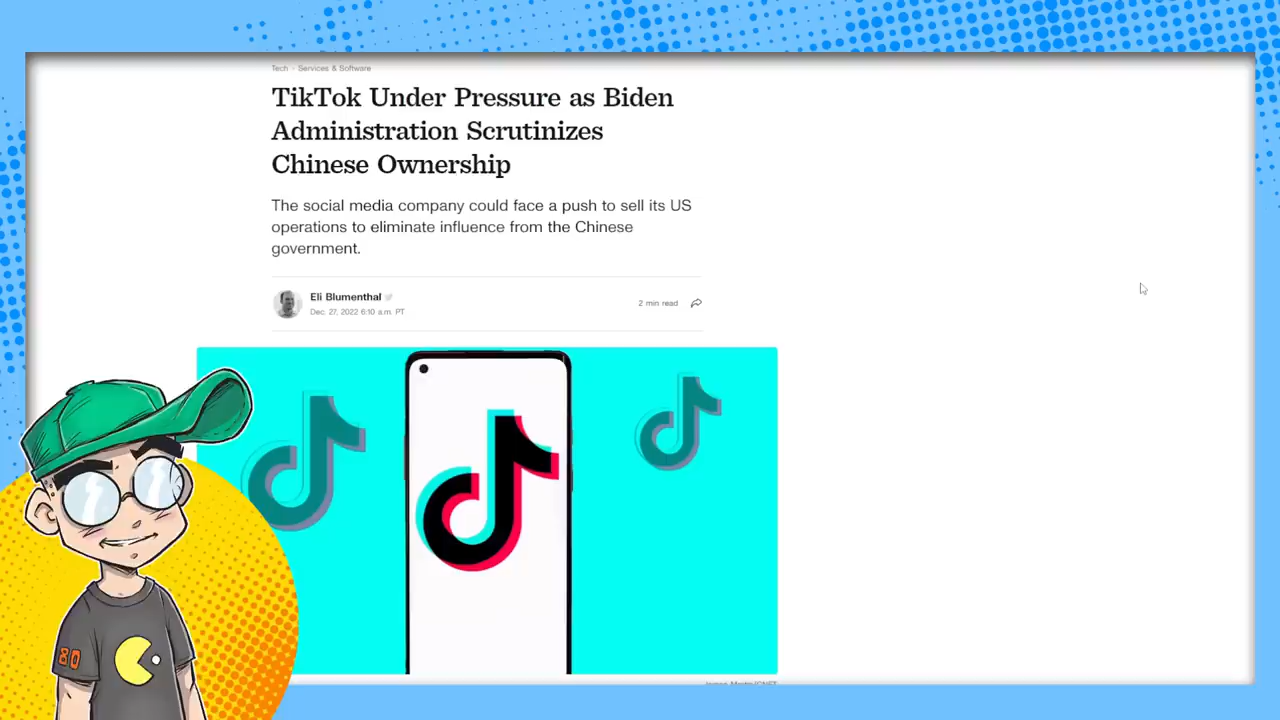 Tech - Services & Software
TikTok Under Pressure as Biden
Administration Scrutinizes
Chinese Ownership
The social media company could face a push to sell its US
operations to eliminate influence from the Chinese
government.
Eli Blumenthal
Dec. 27, 2022 6:10 a.m. PT
2 min read
80